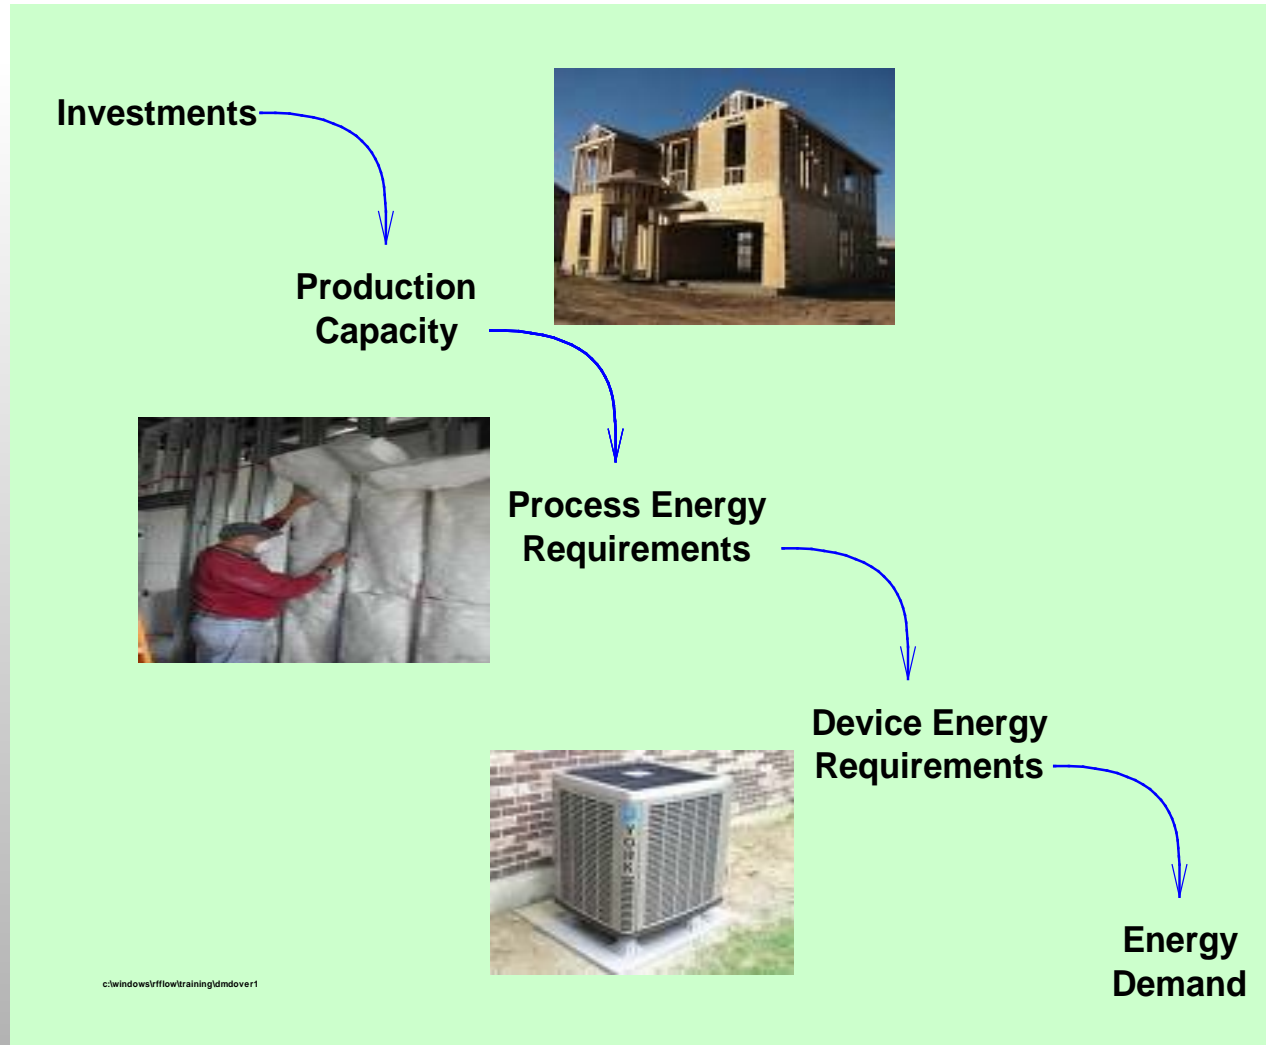 Investments
Production
Capacity
Process Energy
Requirements
Device Energy
Requirements
YORK
Energy
Demand
c:\windows\rfflow\training\dmdover1